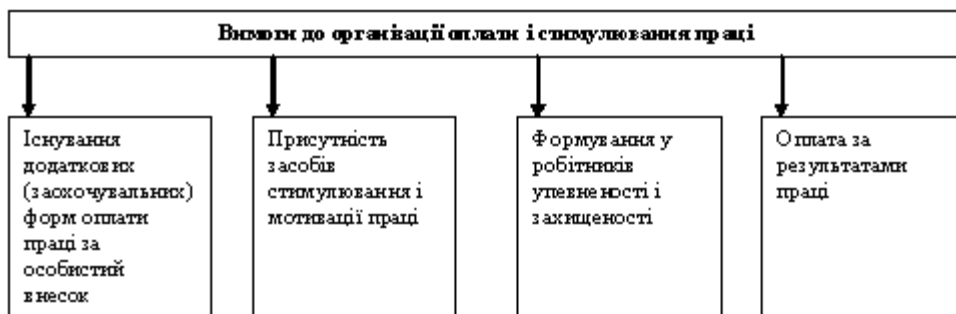 Вимоги до організації оплати і стимулювання праці
Існування
додаткових
(заохочувальних)
форм оплати
праці за
особистий
внесок
Присутність
засобів
стимулювання і
мотивації праці
Формування у
робітників
упевненості і
захищеності
Оплата за
результатами
праці